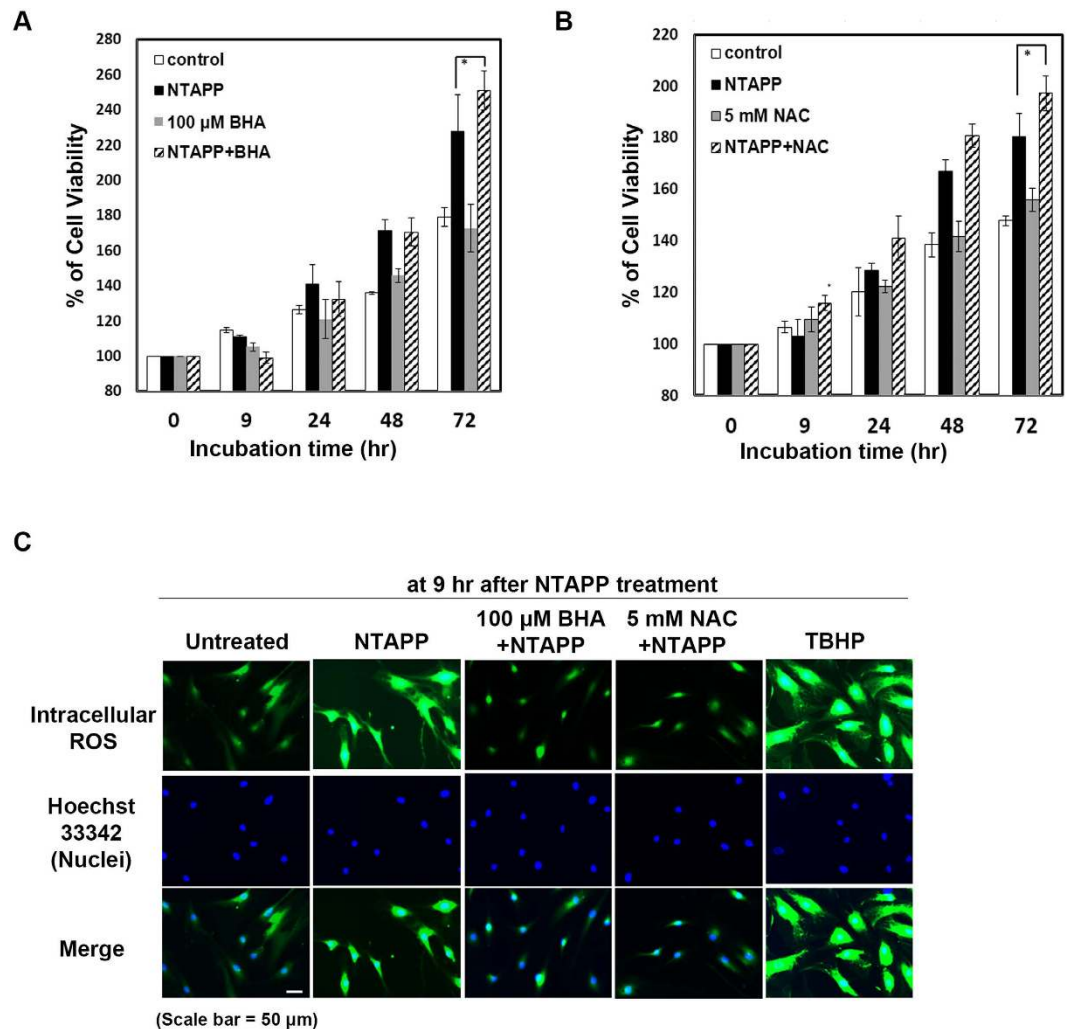 A
280
260
240
220
200
180
160
140
120
100
80
% of Cell Viability
control
NTAPP
100 µM BHA
NTAPP+BHA
*
0 9 24 48 72
Incubation time (hr)
B
220
200
180
160
140
120
100
80
% of Cell Viability
control
NTAPP
5 mM NAC
NTAPP+NAC
*
*
0 9 24 48 72
Incubation time (hr)
C
at 9 hr after NTAPP treatment
Untreated
NTAPP
100 µM BHA
+NTAPP
5 mM NAC
+NTAPP
TBHP
Intracellular
ROS
Hoechst
33342
(Nuclei)
Merge
(Scale bar = 50 µm)